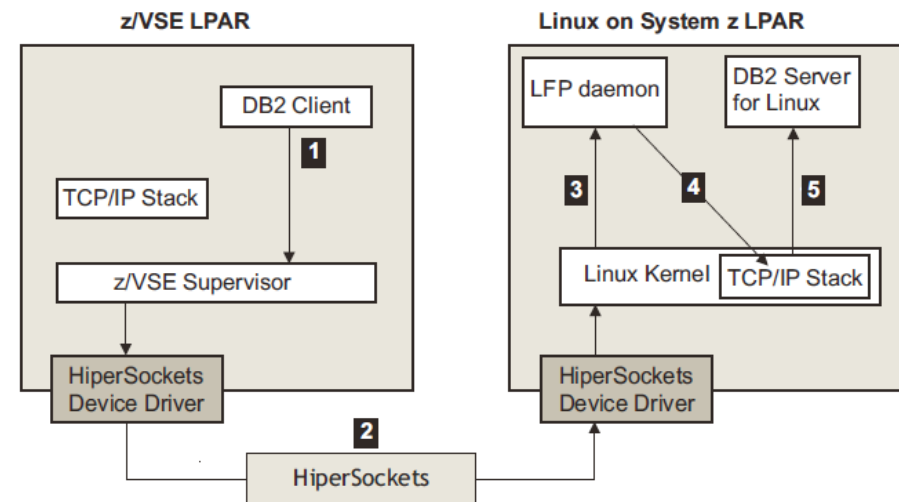 z/VSE LPAR
DB2 Client
1
TCP/IP Stack
z/VSE Supervisor
HiperSockets
Device Driver
2
HiperSockets
Linux on System z LPAR
LFP daemon
DB2 Server
for Linux
3
4
5
Linux Kernel
TCP/IP Stack
HiperSockets
Device Driver